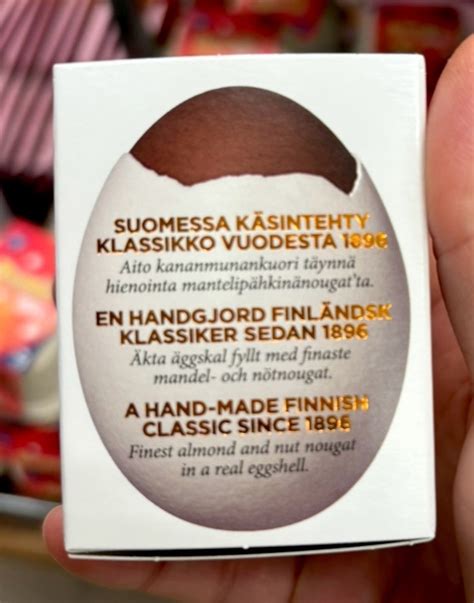 SUOMESSA KÄSINTEHTY
KLASSIKKO VUODESTA 1896
Aito kananmunankuori täynnä
hienointa mantelipähkinänougat'ta.
EN HANDGJORD FINLÄNDSK
KLASSIKER SEDAN 1896
Äkta äggskal fyllt med finaste
mandel- och nötnougat.
A HAND-MADE FINNISH
CLASSIC SINCE 1896
Finest almond and nut nougat
in a real eggshell.